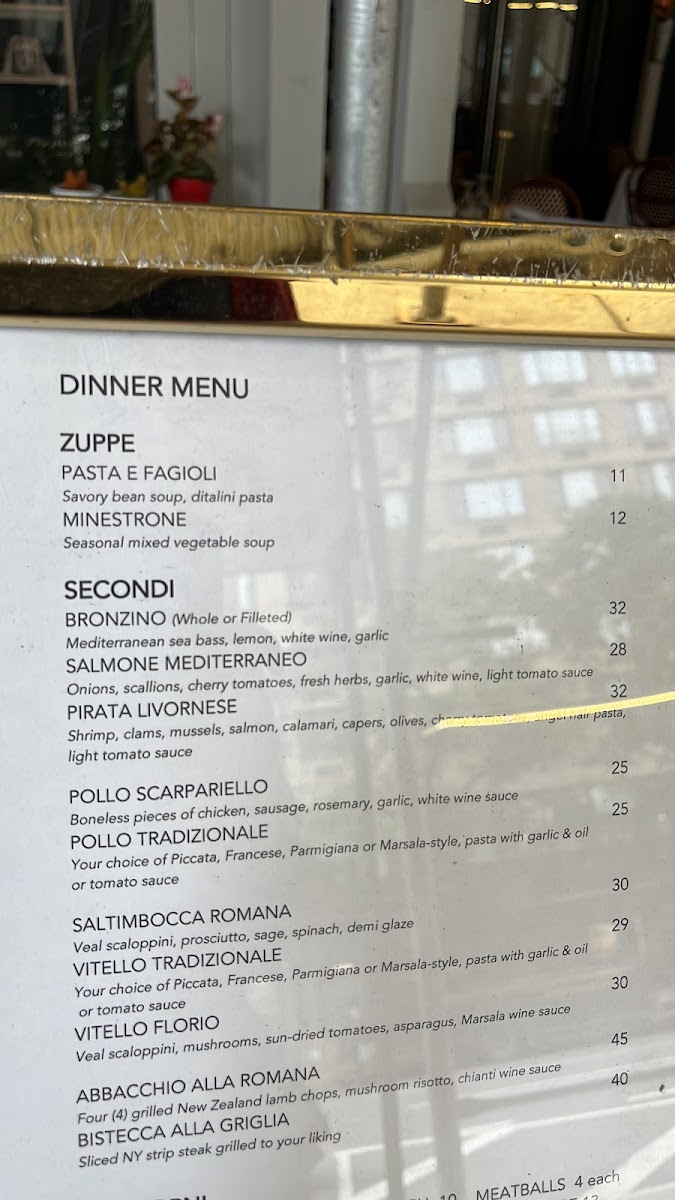 DINNER MENU
ZUPPE
PASTA E FAGIOLI 11
Savory bean soup, ditalini pasta
MINESTRONE 12
Seasonal mixed vegetable soup
SECONDI
BRONZINO (Whole or Filleted) 32
Mediterranean sea bass, lemon, white wine, garlic
SALMONE MEDITERRANEO 28
Onions, scallions, cherry tomatoes, fresh herbs, garlic, white wine, light tomato sauce
PIRATA LIVORNESE 32
Shrimp, clams, mussels, salmon, calamari, capers, olives, cherry tomatoes, angel hair pasta,
light tomato sauce
POLLO SCARPARIELLO 25
Boneless pieces of chicken, sausage, rosemary, garlic, white wine sauce
POLLO TRADIZIONALE 25
Your choice of Piccata, Francese, Parmigiana or Marsala-style, pasta with garlic & oil
or tomato sauce
SALTIMBOCCA ROMANA 30
Veal scaloppini, prosciutto, sage, spinach, demi glaze
VITELLO TRADIZIONALE 29
Your choice of Piccata, Francese, Parmigiana or Marsala-style, pasta with garlic & oil
or tomato sauce
VITELLO FLORIO 30
Veal scaloppini, mushrooms, sun-dried tomatoes, asparagus, Marsala wine sauce
ABBACCHIO ALLA ROMANA 45
Four (4) grilled New Zealand lamb chops, mushroom risotto, chianti wine sauce
BISTECCA ALLA GRIGLIA 40
Sliced NY strip steak grilled to your liking
10 MEATBALLS 4 each